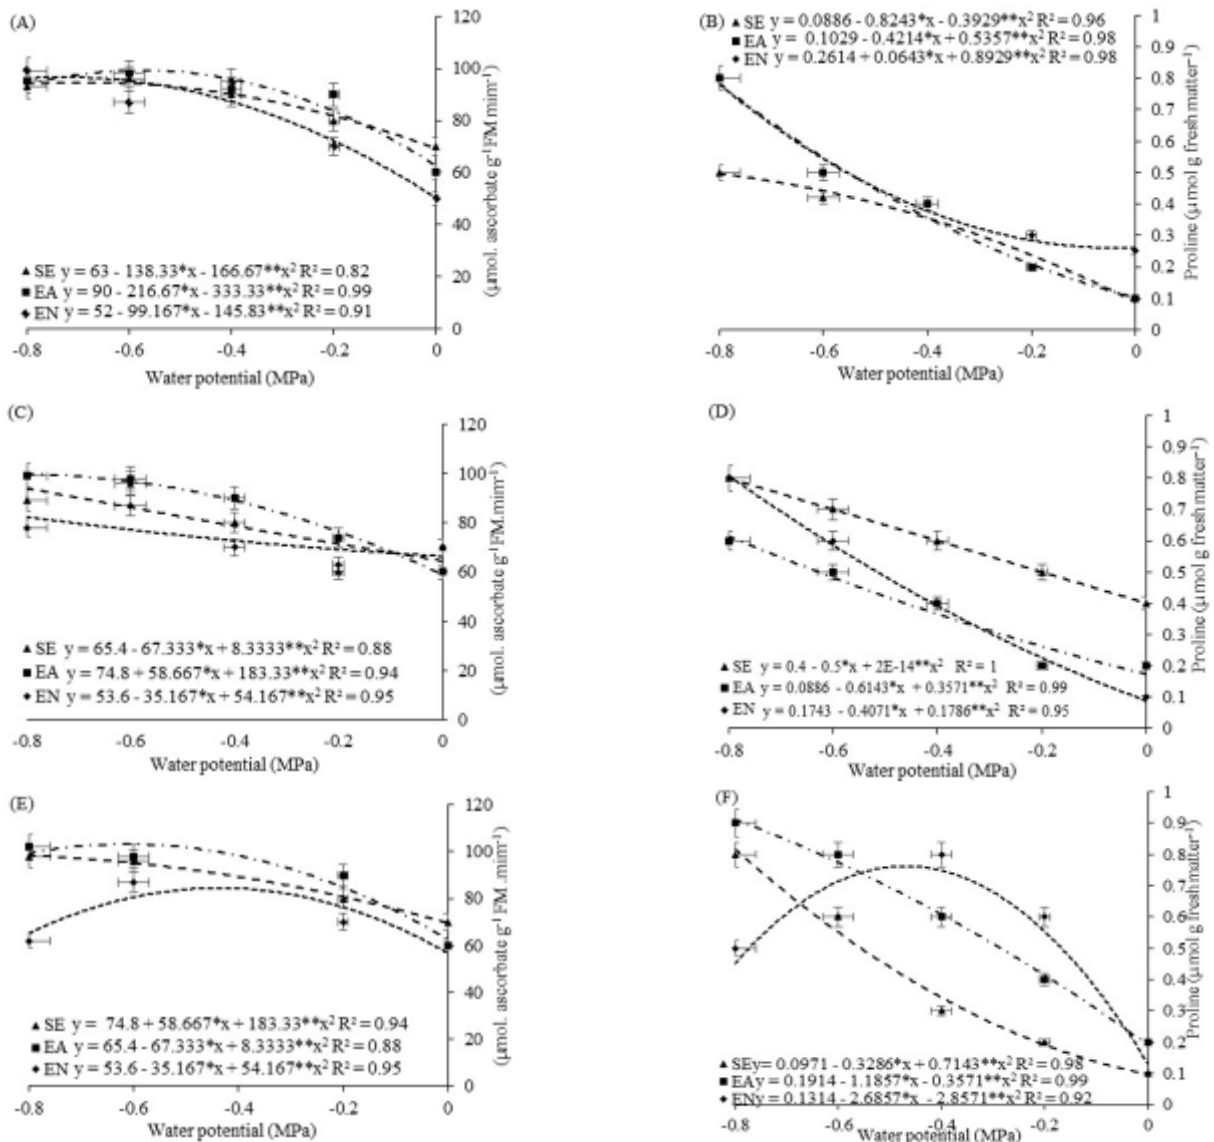 (A)
120
100
80
60
40
20
0
(μmol. ascorbate g⁻¹FM mim⁻¹)
▲ SE y = 63 - 138.33*x - 166.67**x² R² = 0.82
■ EA y = 90 - 216.67*x - 333.33**x² R² = 0.99
◆ EN y = 52 - 99.167*x - 145.83**x² R² = 0.91
-0.8 -0.6 -0.4 -0.2 0
Water potential (MPa)
(B)
▲ SE y = 0.0886 - 0.8243*x - 0.3929**x² R² = 0.96
■ EA y = 0.1029 - 0.4214*x + 0.5357**x² R² = 0.98
◆ EN y = 0.2614 + 0.0643*x + 0.8929**x² R² = 0.98
1
0.9
0.8
0.7
0.6
0.5
0.4
0.3
0.2
0.1
0
Proline (μmol g fresh matter⁻¹)
-0.8 -0.6 -0.4 -0.2 0
Water potential (MPa)
(C)
120
100
80
60
40
20
0
(μmol. ascorbate g⁻¹FM.mim⁻¹)
▲ SE y = 65.4 - 67.333*x + 8.3333**x² R² = 0.88
■ EA y = 74.8 + 58.667*x + 183.33**x² R² = 0.94
◆ EN y = 53.6 - 35.167*x + 54.167**x² R² = 0.95
-0.8 -0.6 -0.4 -0.2 0
Water potential (MPa)
(D)
1
0.9
0.8
0.7
0.6
0.5
0.4
0.3
0.2
0.1
0
Proline (μmol g fresh matter⁻¹)
▲ SE y = 0.4 - 0.5*x + 2E-14**x² R² = 1
■ EA y = 0.0886 - 0.6143*x + 0.3571**x² R² = 0.99
◆ EN y = 0.1743 - 0.4071*x + 0.1786**x² R² = 0.95
-0.8 -0.6 -0.4 -0.2 0
Water potential (MPa)
(E)
120
100
80
60
40
20
0
(μmol. ascorbate g⁻¹ FM .mim⁻¹)
▲ SE y = 74.8 + 58.667*x + 183.33**x² R² = 0.94
■ EA y = 65.4 - 67.333*x + 8.3333**x² R² = 0.88
◆ EN y = 53.6 - 35.167*x + 54.167**x² R² = 0.95
-0.8 -0.6 -0.4 -0.2 0
Water potential (MPa)
(F)
1
0.9
0.8
0.7
0.6
0.5
0.4
0.3
0.2
0.1
0
Proline (μmol g fresh matter⁻¹)
▲ SEy= 0.0971 - 0.3286*x + 0.7143**x² R² = 0.98
■ EAy = 0.1914 - 1.1857*x - 0.3571**x² R² = 0.99
◆ ENy = 0.1314 - 2.6857*x - 2.8571**x² R² = 0.92
-0.8 -0.6 -0.4 -0.2 0
Water potential (MPa)